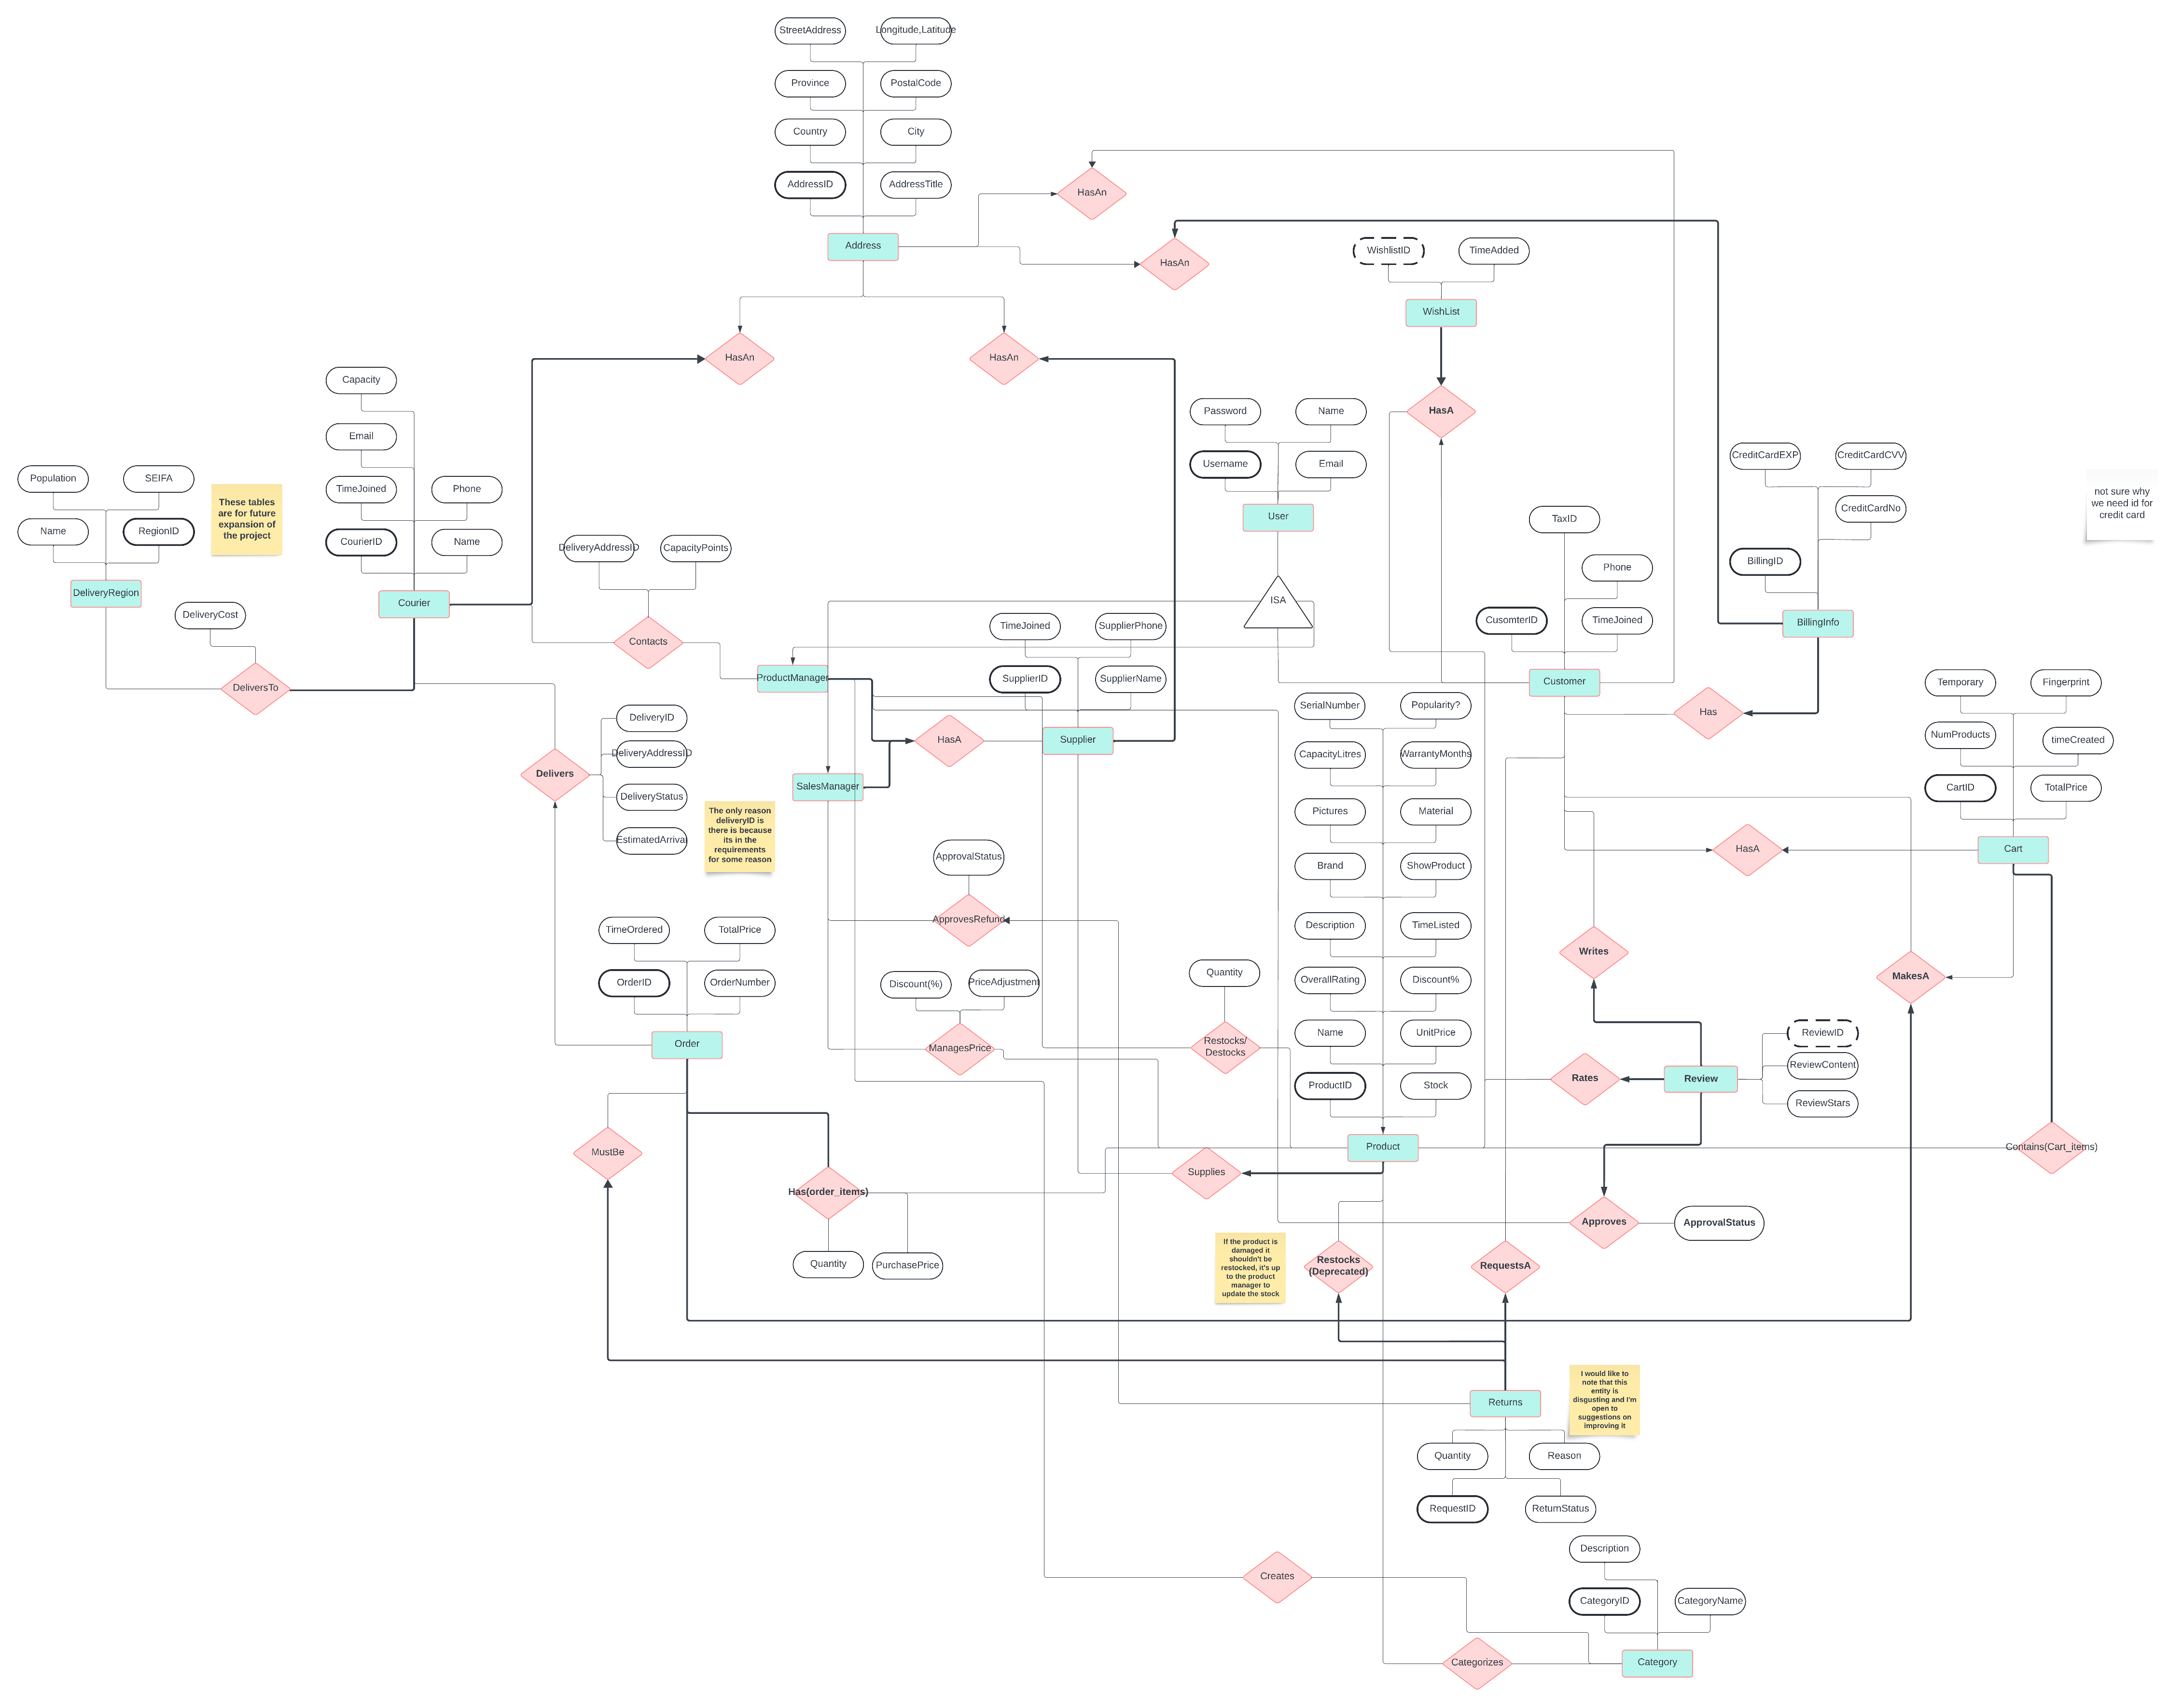 StreetAddress
Longitude,Latitude
Province
PostalCode
Country
City
AddressID
AddressTitle
Address
HasAn
HasAn
HasAn
HasAn
WishlistID
TimeAdded
WishList
HasA
Capacity
Email
TimeJoined
Phone
CourierID
Name
Courier
Population
SEIFA
Name
RegionID
DeliveryRegion
These tables
are for future
expansion of
the project
DeliveryCost
DeliversTo
DeliveryAddressID
CapacityPoints
Contacts
Password
Name
Username
Email
User
ISA
TaxID
Phone
CusomterID
TimeJoined
Customer
CreditCardEXP
CreditCardCVV
CreditCardNo
BillingID
BillingInfo
not sure why
we need id for
credit card
Has
TimeJoined
SupplierPhone
SupplierID
SupplierName
Supplier
ProductManager
HasA
SalesManager
Delivers
DeliveryID
DeliveryAddressID
DeliveryStatus
EstimatedArrival
The only reason
deliveryID is
there is because
its in the
requirements
for some reason
Temporary
Fingerprint
NumProducts
timeCreated
CartID
TotalPrice
Cart
HasA
SerialNumber
Popularity?
CapacityLitres
WarrantyMonths
Pictures
Material
Brand
ShowProduct
Description
TimeListed
OverallRating
Discount%
Name
UnitPrice
ProductID
Stock
Product
ApprovalStatus
ApprovesRefund
Discount(%)
PriceAdjustment
ManagesPrice
Quantity
Restocks/
Destocks
TimeOrdered
TotalPrice
OrderID
OrderNumber
Order
MustBe
Has(order_items)
Quantity
PurchasePrice
Writes
MakesA
Rates
Review
ReviewID
ReviewContent
ReviewStars
Contains(Cart_items)
Supplies
Approves
ApprovalStatus
If the product is
damaged it
shouldn't be
restocked, it's up
to the product
manager to
update the stock
Restocks
(Deprecated)
RequestsA
Returns
I would like to
note that this
entity is
disgusting and I'm
open to
suggestions on
improving it
Quantity
Reason
RequestID
ReturnStatus
Creates
Description
CategoryID
CategoryName
Categorizes
Category